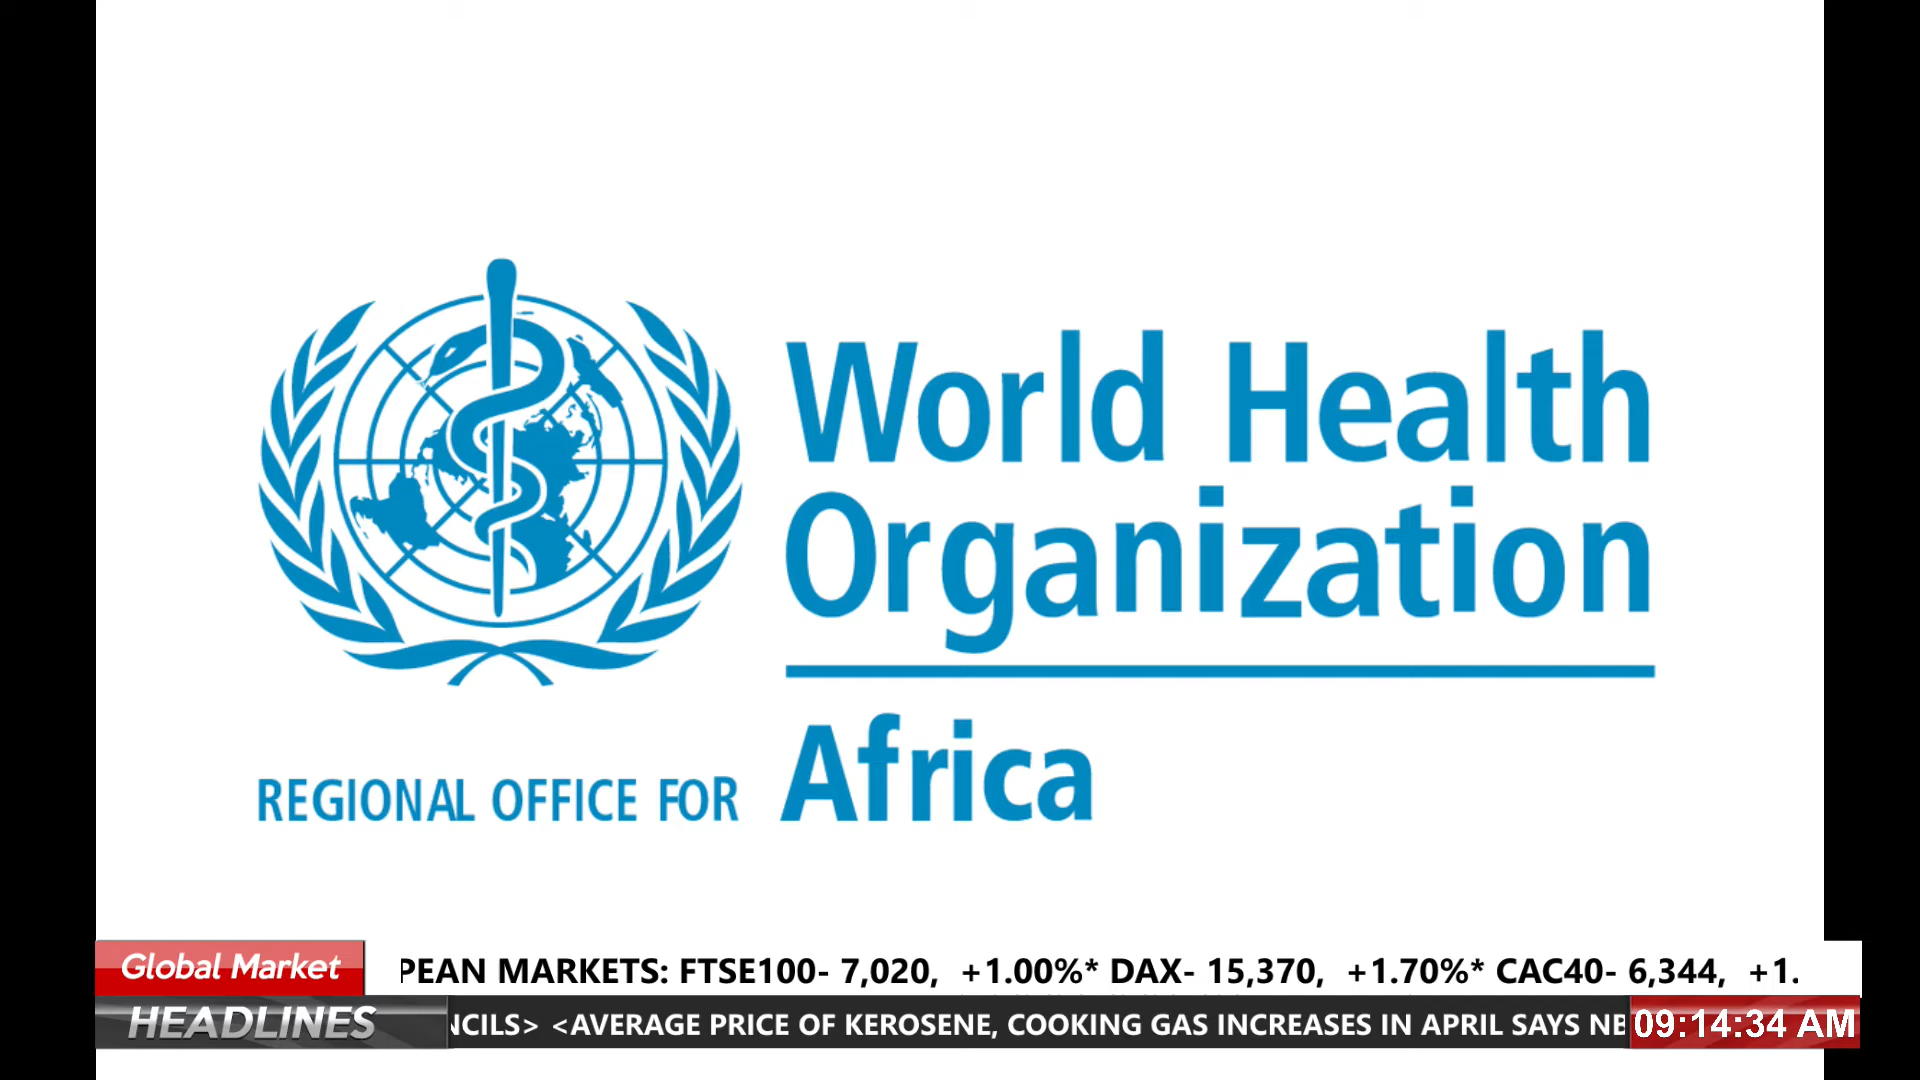 World Health
Organization
REGIONAL OFFICE FOR Africa
Global Market
PEAN MARKETS: FTSE100- 7,020, +1.00%* DAX- 15,370, +1.70%* CAC40- 6,344, +1.
HEADLINES
NCILS> <AVERAGE PRICE OF KEROSENE, COOKING GAS INCREASES IN APRIL SAYS NB
09:14:34 AM